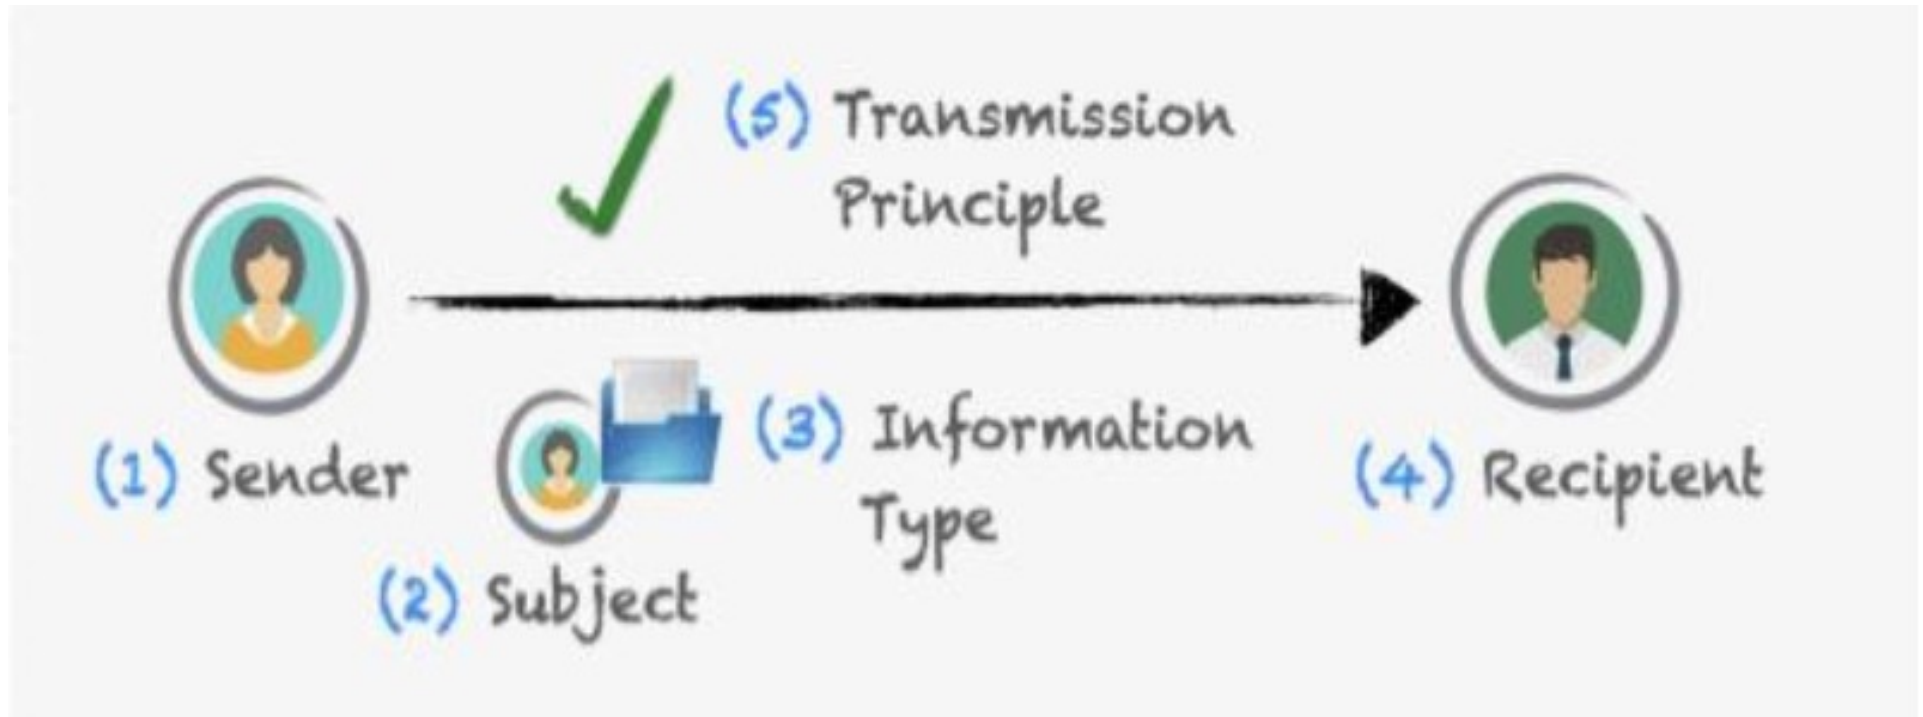 (5) Transmission
Principle
(1) Sender
(3) Information
Type
(4) Recipient
(2) Subject